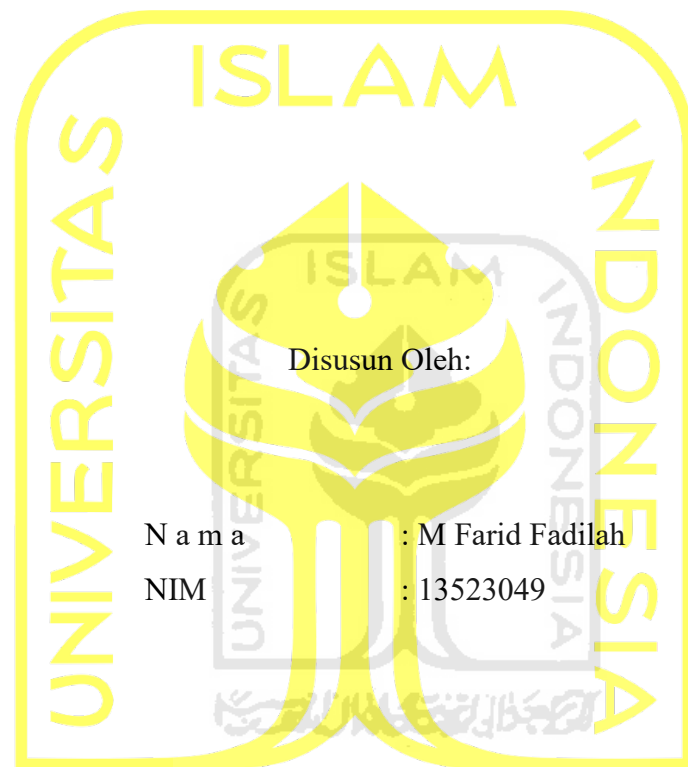 ISLAM
UNIVERSITAS
INDONESIA
ISLAM
UNIVERSITAS
INDONESIA
Disusun Oleh:
N a m a : M Farid Fadilah
NIM : 13523049